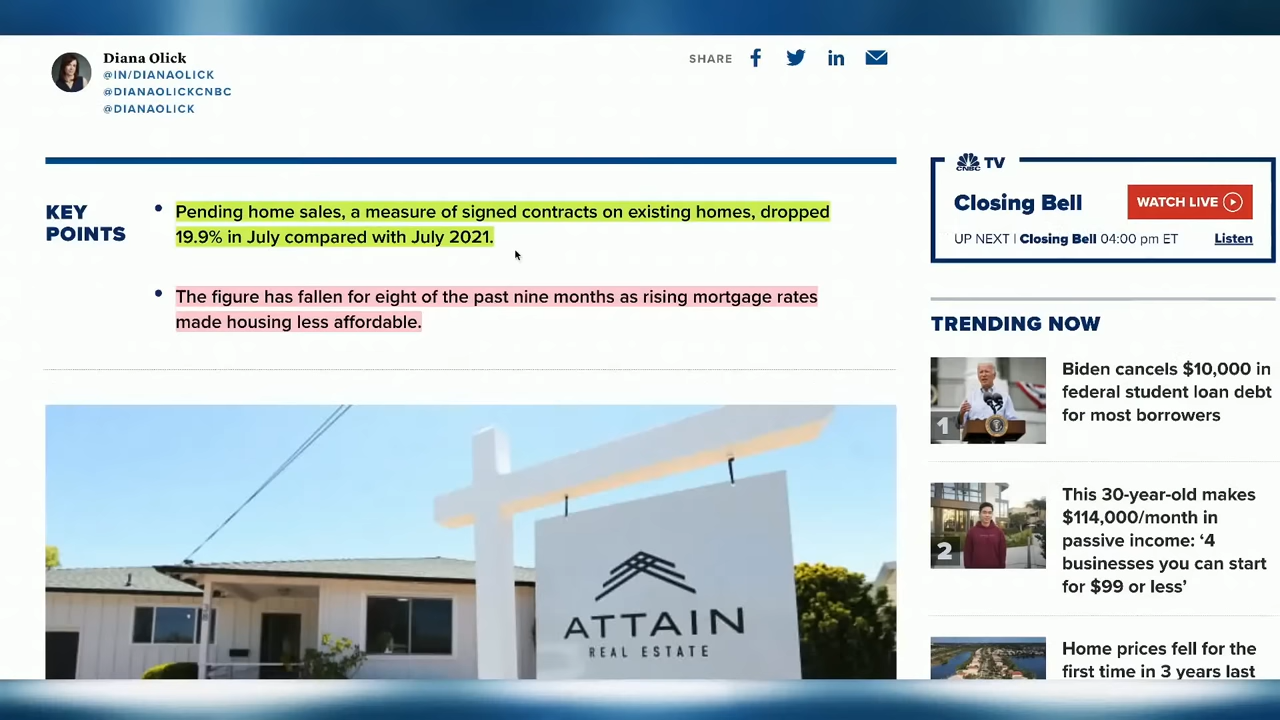 Diana Olick
@IN/DIANAOLICK
@DIANAOLICKCNBC
@DIANAOLICK
SHARE
KEY
POINTS
Pending home sales, a measure of signed contracts on existing homes, dropped
19.9% in July compared with July 2021.
The figure has fallen for eight of the past nine months as rising mortgage rates
made housing less affordable.
ATTAIN
REAL ESTATE
CNBC TV
Closing Bell
WATCH LIVE
UP NEXT | Closing Bell 04:00 pm ET
Listen
TRENDING NOW
1
Biden cancels $10,000 in
federal student loan debt
for most borrowers
2
This 30-year-old makes
$114,000/month in
passive income: ‘4
businesses you can start
for $99 or less’
Home prices fell for the
first time in 3 years last